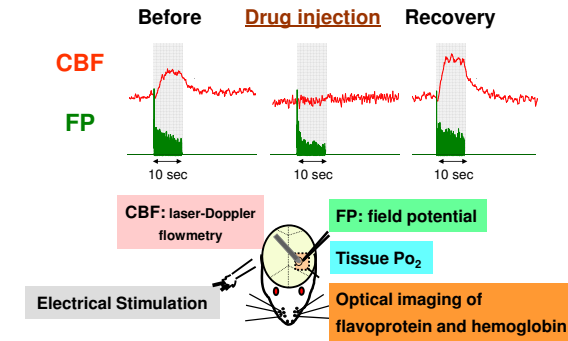 Before Drug injection Recovery
CBF
FP
10 sec 10 sec 10 sec
CBF: laser-Doppler
flowmetry
FP: field potential
Tissue Po₂
Electrical Stimulation
Optical imaging of
flavoprotein and hemoglobin